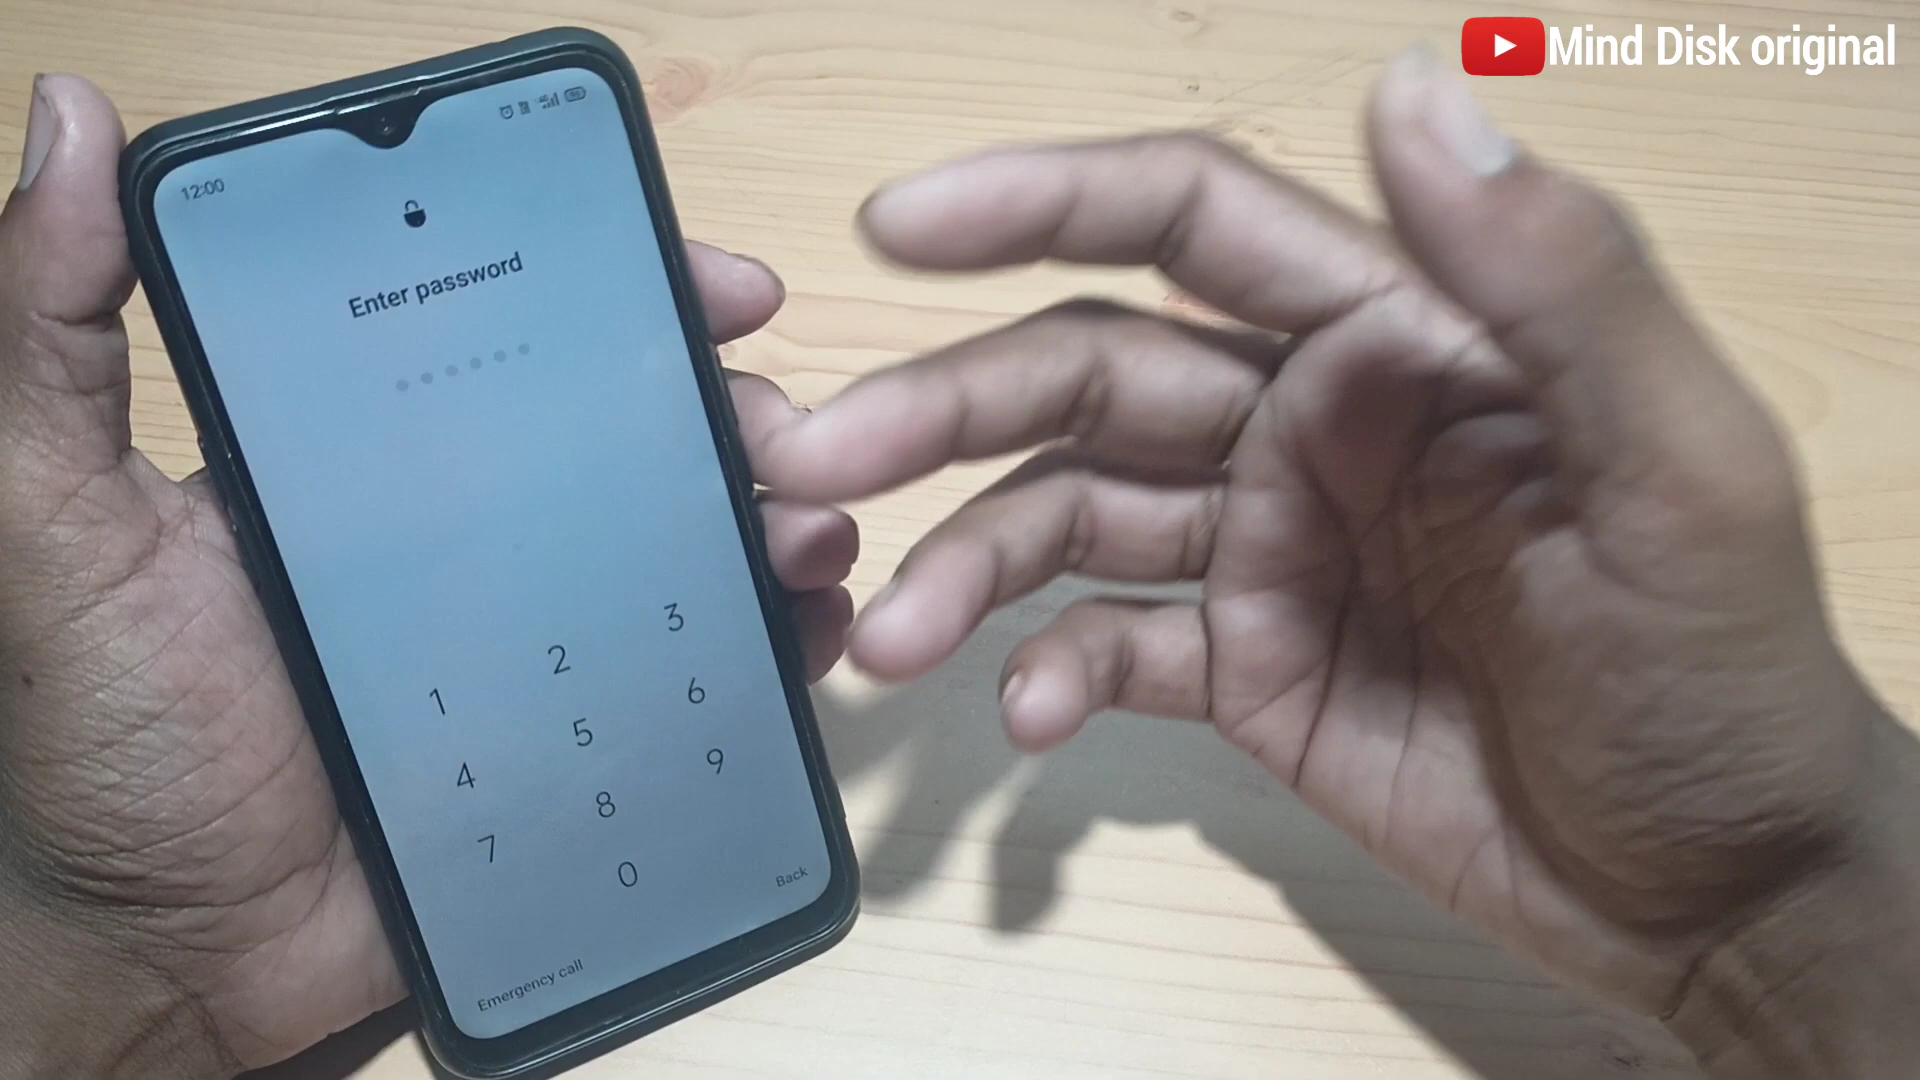 Mind Disk original
12:00
Enter password
1 2 3
4 5 6
7 8 9
0
Back
Emergency call